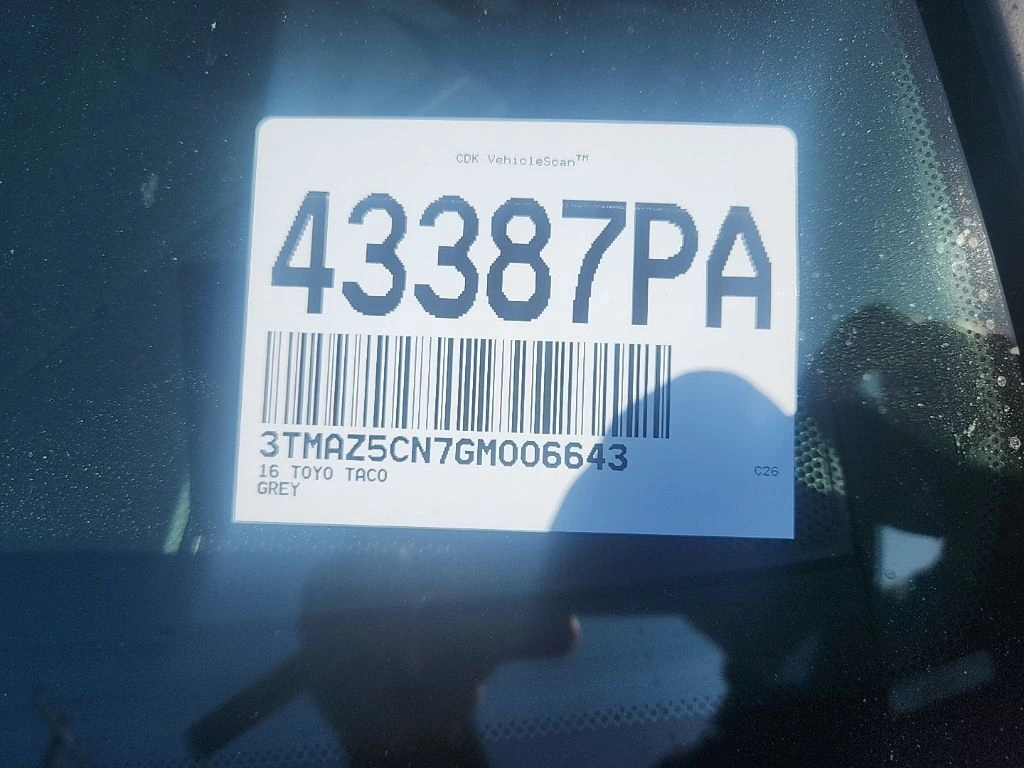 CDK VehicleScan™
43387PA
3TMAZ5CN7GM006643
16 TOYO TACO
GREY
C26